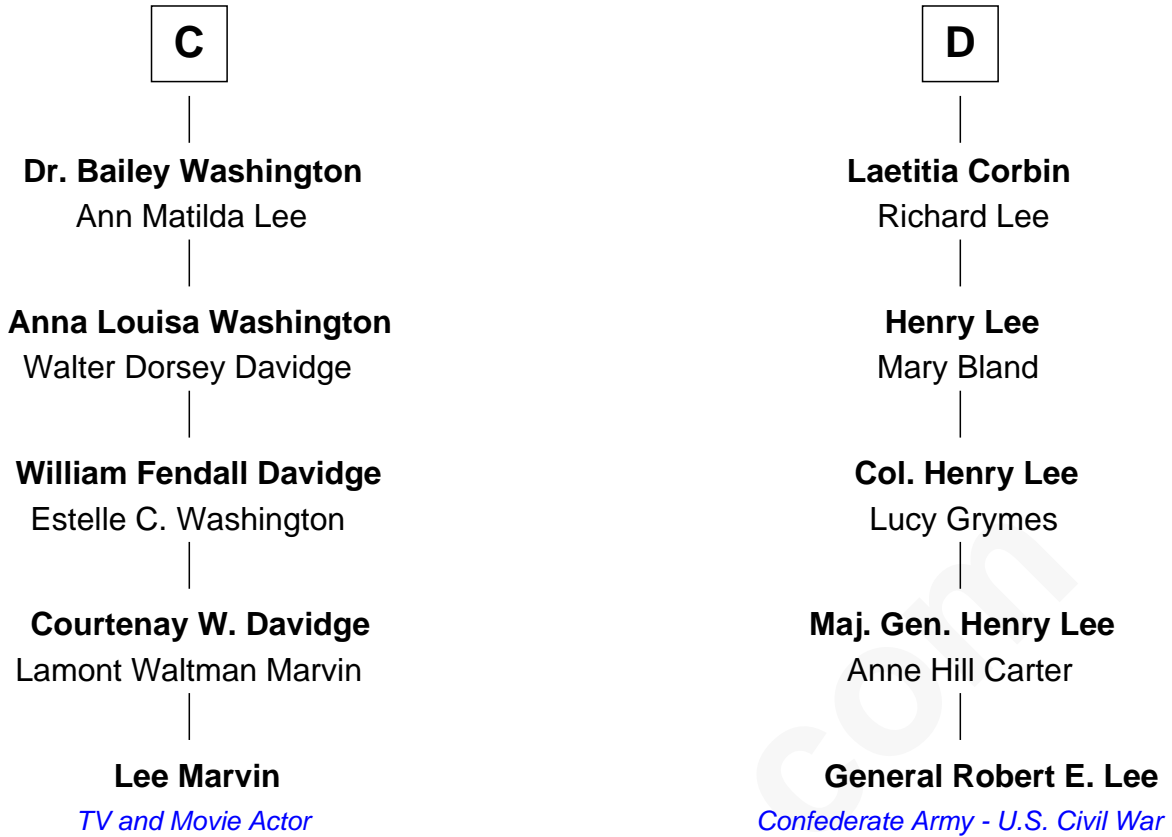 C
Dr. Bailey Washington
Ann Matilda Lee
Anna Louisa Washington
Walter Dorsey Davidge
William Fendall Davidge
Estelle C. Washington
Courtenay W. Davidge
Lamont Waltman Marvin
Lee Marvin
TV and Movie Actor
D
Laetitia Corbin
Richard Lee
Henry Lee
Mary Bland
Col. Henry Lee
Lucy Grymes
Maj. Gen. Henry Lee
Anne Hill Carter
General Robert E. Lee
Confederate Army - U.S. Civil War
com